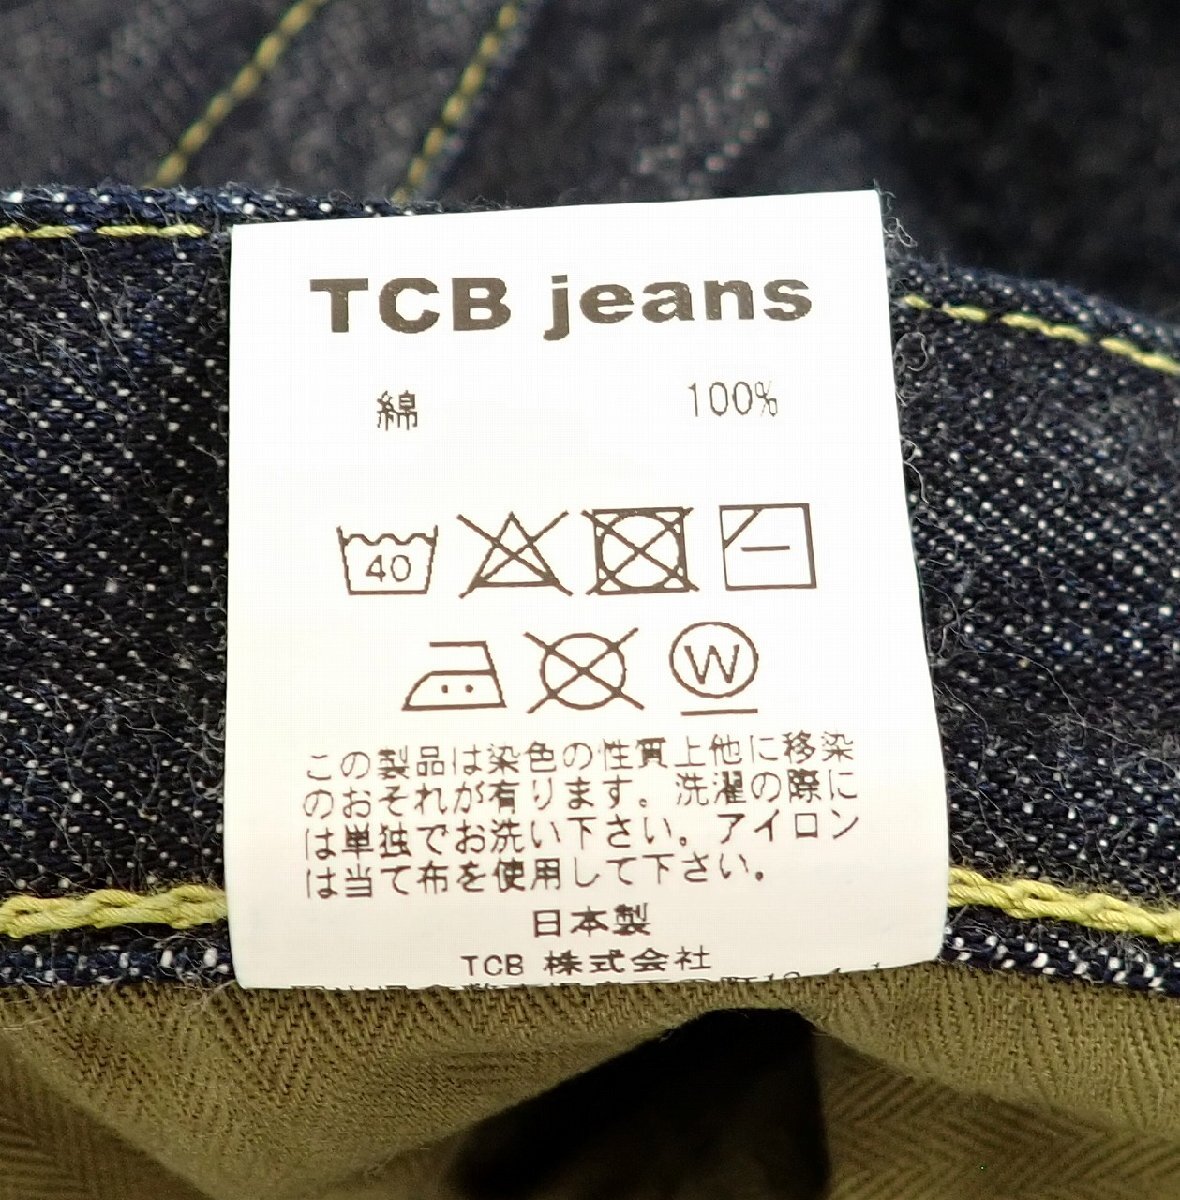 TCB jeans
綿 100%
40
W
この製品は染色の性質上他に移染
のおそれが有ります。洗濯の際に
は単独でお洗い下さい。アイロン
は当て布を使用して下さい。
日本製
TCB 株式会社